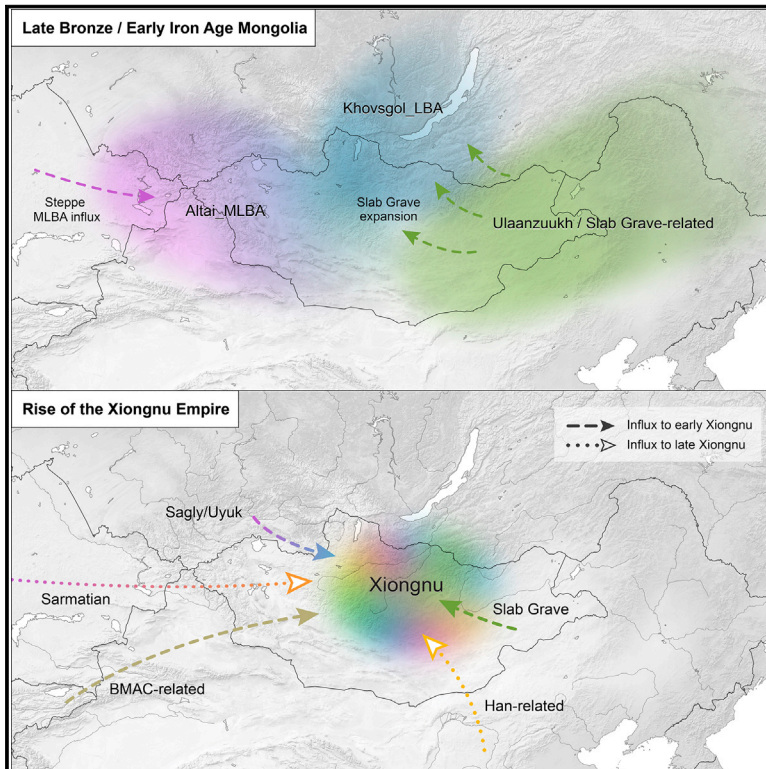 Late Bronze / Early Iron Age Mongolia
Khovsgol_LBA
Steppe
MLBA influx
Altai_MLBA
Slab Grave
expansion
Ulaanzuukh / Slab Grave-related
Rise of the Xiongnu Empire
Influx to early Xiongnu
Influx to late Xiongnu
Sagly/Uyuk
Xiongnu
Sarmatian
Slab Grave
BMAC-related
Han-related